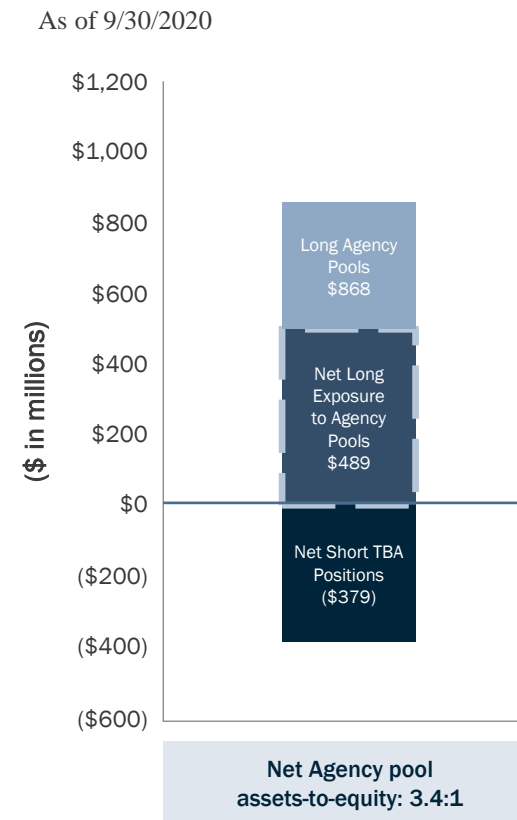 As of 9/30/2020
$1,200
$1,000
$800
$600
$400
$200
$0
($200)
($400)
($600)
($ in millions)
Long Agency
Pools
$868
Net Long
Exposure
to Agency
Pools
$489
Net Short TBA
Positions
($379)
Net Agency pool
assets-to-equity: 3.4:1